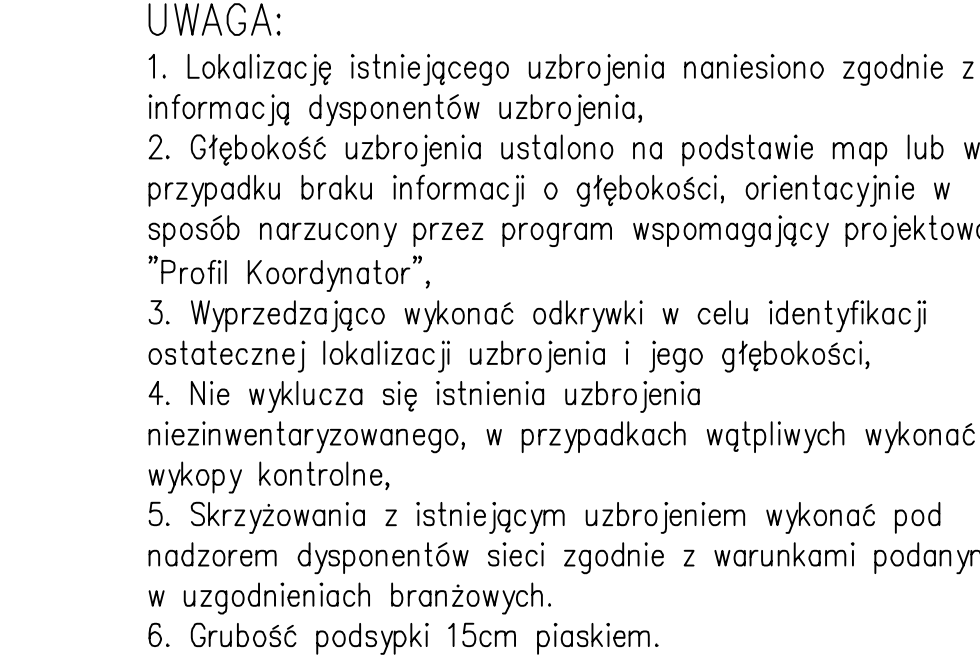 UWAGA:
1. Lokalizację istniejącego uzbrojenia naniesiono zgodnie z
informacją dysponentów uzbrojenia,
2. Głębokość uzbrojenia ustalono na podstawie map lub w
przypadku braku informacji o głębokości, orientacyjnie w
sposób narzucony przez program wspomagający
"Profil Koordynator",
3. Wyprzedzająco wykonać odkrywki w celu identyfikacji
ostatecznej lokalizacji uzbrojenia i jego głębokości,
4. Nie wyklucza się istnienia uzbrojenia
niezinwentaryzowanego, w przypadkach wątpliwych wykonać
wykopy kontrolne,
5. Skrzyżowania z istniejącym uzbrojeniem wykonać pod
nadzorem dysponentów sieci zgodnie z warunkami
w uzgodnieniach branżowych.
6. Grubość podsypki 15cm piaskiem.